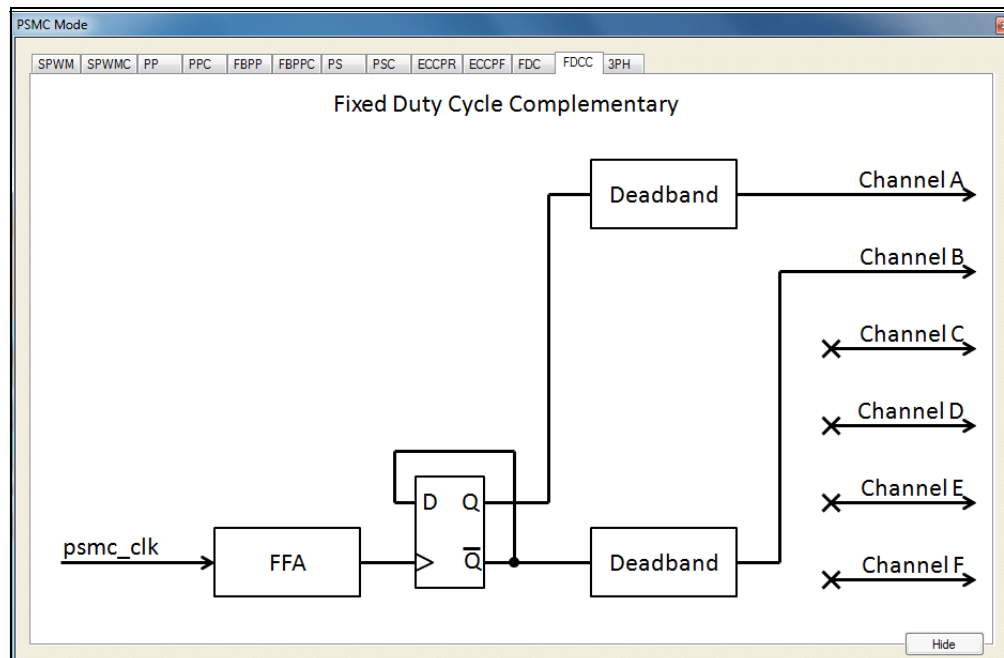 PSMC Mode
SPWM SPWMC PP PPC FBPP FBPPC PS PSC ECCPR ECCPF FDC FDCC 3PH
Fixed Duty Cycle Complementary
Deadband
Channel A
Channel B
Channel C
Channel D
D Q
Channel E
psmc_clk
FFA
Q̅
Deadband
Channel F
Hide